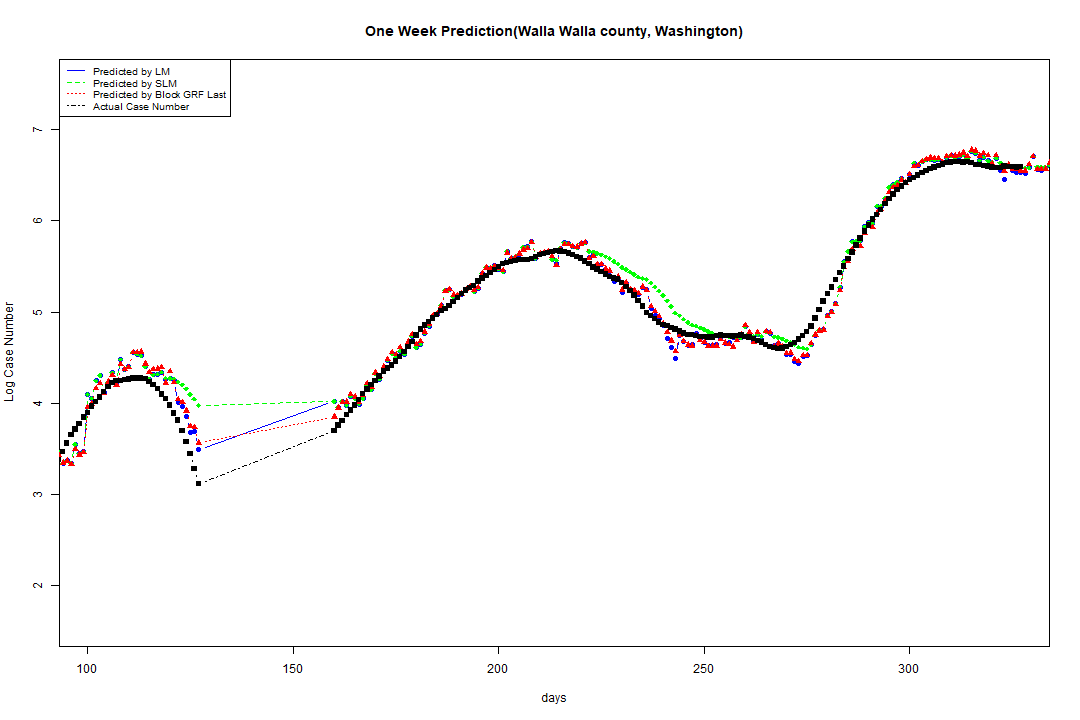 One Week Prediction(Walla Walla county, Washington)
Predicted by LM
Predicted by SLM
Predicted by Block GRF Last
Actual Case Number
7
6
5
4
3
2
Log Case Number
100 150 200 250 300
days